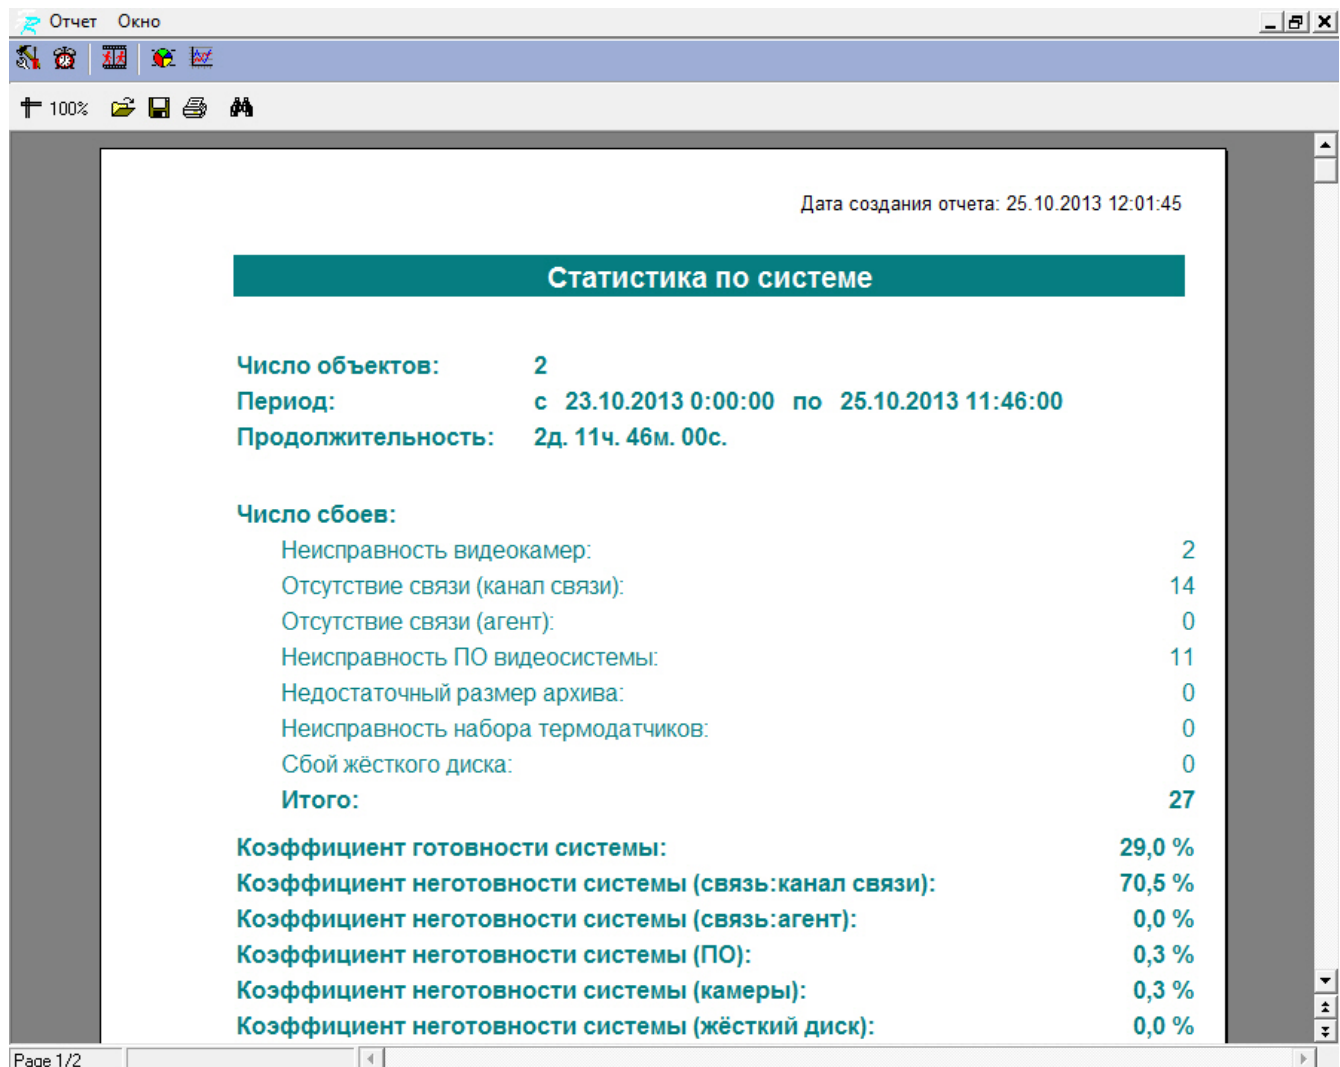 Отчет Окно
100%
Дата создания отчета: 25.10.2013 12:01:45
Статистика по системе
Число объектов: 2
Период: с 23.10.2013 0:00:00 по 25.10.2013 11:46:00
Продолжительность: 2д. 11ч. 46м. 00с.
Число сбоев:
Неисправность видеокамер: 2
Отсутствие связи (канал связи): 14
Отсутствие связи (агент): 0
Неисправность ПО видеосистемы: 11
Недостаточный размер архива: 0
Неисправность набора термодатчиков: 0
Сбой жёсткого диска: 0
Итого: 27
Коэффициент готовности системы: 29,0 %
Коэффициент неготовности системы (связь:канал связи): 70,5 %
Коэффициент неготовности системы (связь:агент): 0,0 %
Коэффициент неготовности системы (ПО): 0,3 %
Коэффициент неготовности системы (камеры): 0,3 %
Коэффициент неготовности системы (жёсткий диск): 0,0 %
Page 1/2